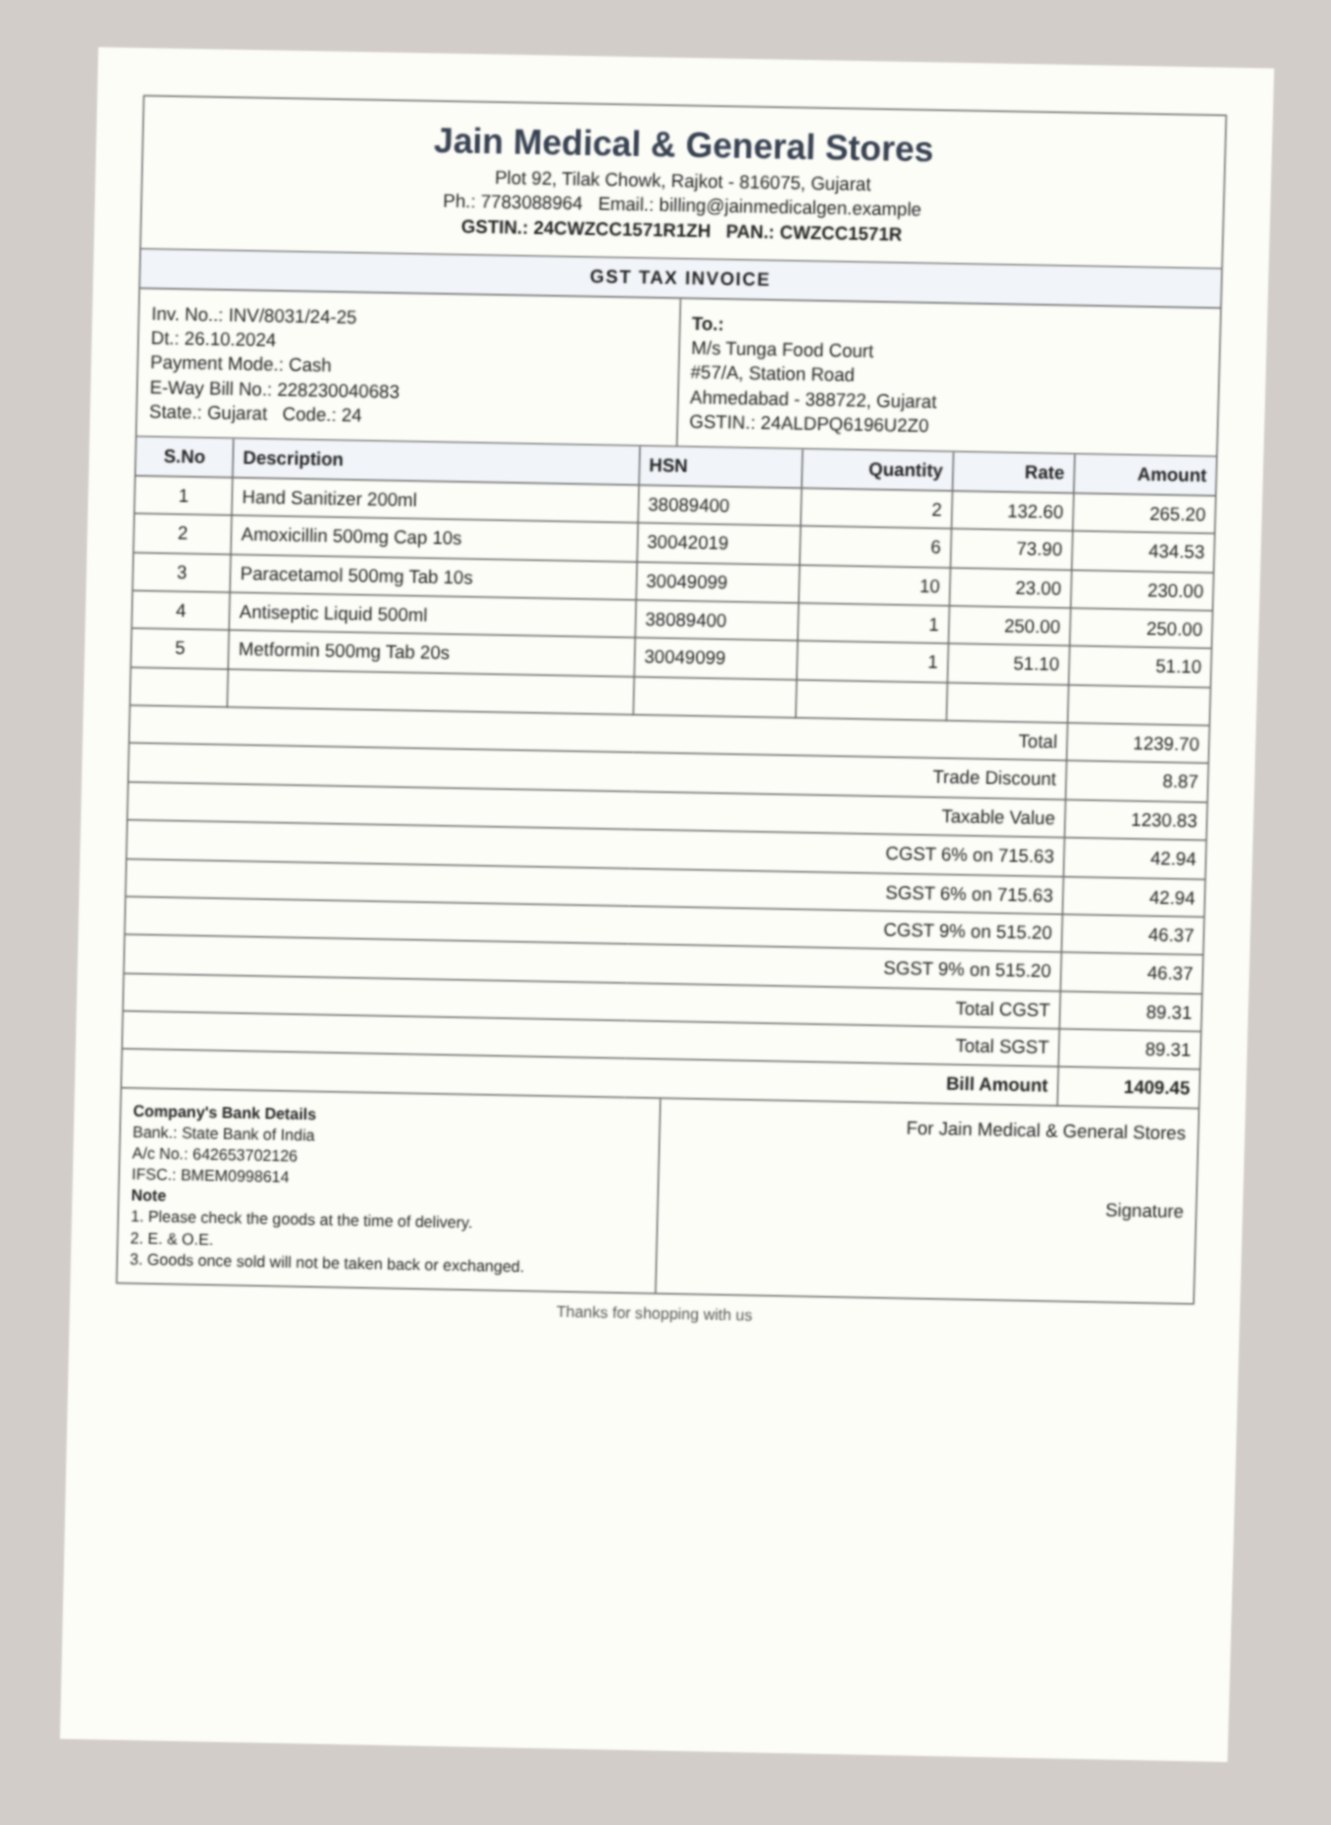 Jain Medical & General Stores
Plot 92, Tilak Chowk, Rajkot - 816075, Gujarat
Ph.: 7783088964 Email.: billing@jainmedicalgen.example
GSTIN.: 24CWZCC1571R1ZH PAN.: CWZCC1571R
GST TAX INVOICE
Inv. No..: INV/8031/24-25
Dt.: 26.10.2024
Payment Mode.: Cash
E-Way Bill No.: 228230040683
State.: Gujarat Code.: 24
To.:
M/s Tunga Food Court
#57/A, Station Road
Ahmedabad - 388722, Gujarat
GSTIN.: 24ALDPQ6196U2Z0
S.No Description HSN Quantity Rate Amount
1 Hand Sanitizer 200ml 38089400 2 132.60 265.20
2 Amoxicillin 500mg Cap 10s 30042019 6 73.90 434.53
3 Paracetamol 500mg Tab 10s 30049099 10 23.00 230.00
4 Antiseptic Liquid 500ml 38089400 1 250.00 250.00
5 Metformin 500mg Tab 20s 30049099 1 51.10 51.10
Total 1239.70
Trade Discount 8.87
Taxable Value 1230.83
CGST 6% on 715.63 42.94
SGST 6% on 715.63 42.94
CGST 9% on 515.20 46.37
SGST 9% on 515.20 46.37
Total CGST 89.31
Total SGST 89.31
Bill Amount 1409.45
Company's Bank Details
Bank.: State Bank of India
A/c No.: 642653702126
IFSC.: BMEM0998614
Note
1. Please check the goods at the time of delivery.
2. E. & O.E.
3. Goods once sold will not be taken back or exchanged.
For Jain Medical & General Stores
Signature
Thanks for shopping with us